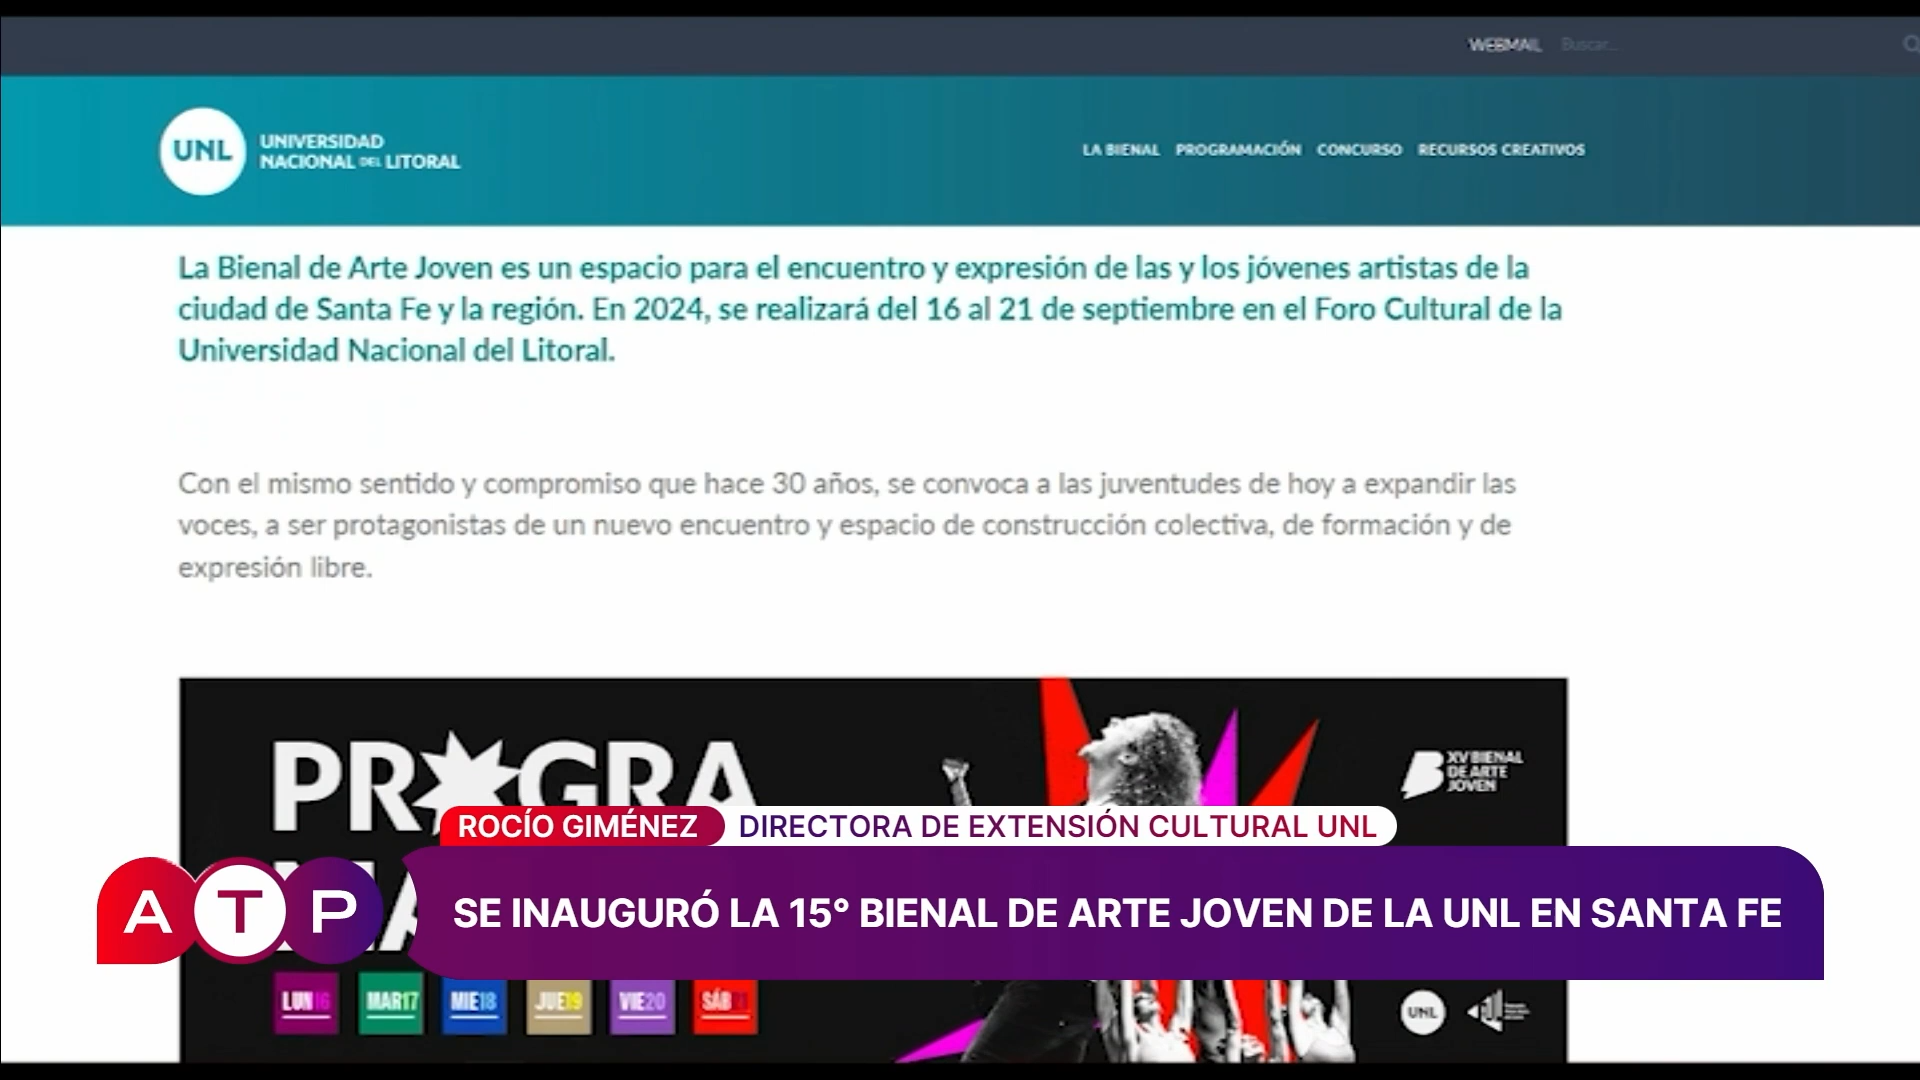 WEBMAIL Buscar...
UNL UNIVERSIDAD
NACIONAL DEL LITORAL
LA BIENAL PROGRAMACIÓN CONCURSO RECURSOS CREATIVOS
La Bienal de Arte Joven es un espacio para el encuentro y expresión de las y los jóvenes artistas de la
ciudad de Santa Fe y la región. En 2024, se realizará del 16 al 21 de septiembre en el Foro Cultural de la
Universidad Nacional del Litoral.
Con el mismo sentido y compromiso que hace 30 años, se convoca a las juventudes de hoy a expandir las
voces, a ser protagonistas de un nuevo encuentro y espacio de construcción colectiva, de formación y de
expresión libre.
PR GRA
XV BIENAL
DE ARTE
JOVEN
ROCÍO GIMÉNEZ DIRECTORA DE EXTENSIÓN CULTURAL UNL
ATP SE INAUGURÓ LA 15° BIENAL DE ARTE JOVEN DE LA UNL EN SANTA FE
LUN16 MAR17 MIE18 JUE19 VIE20 SÁB21
UNL